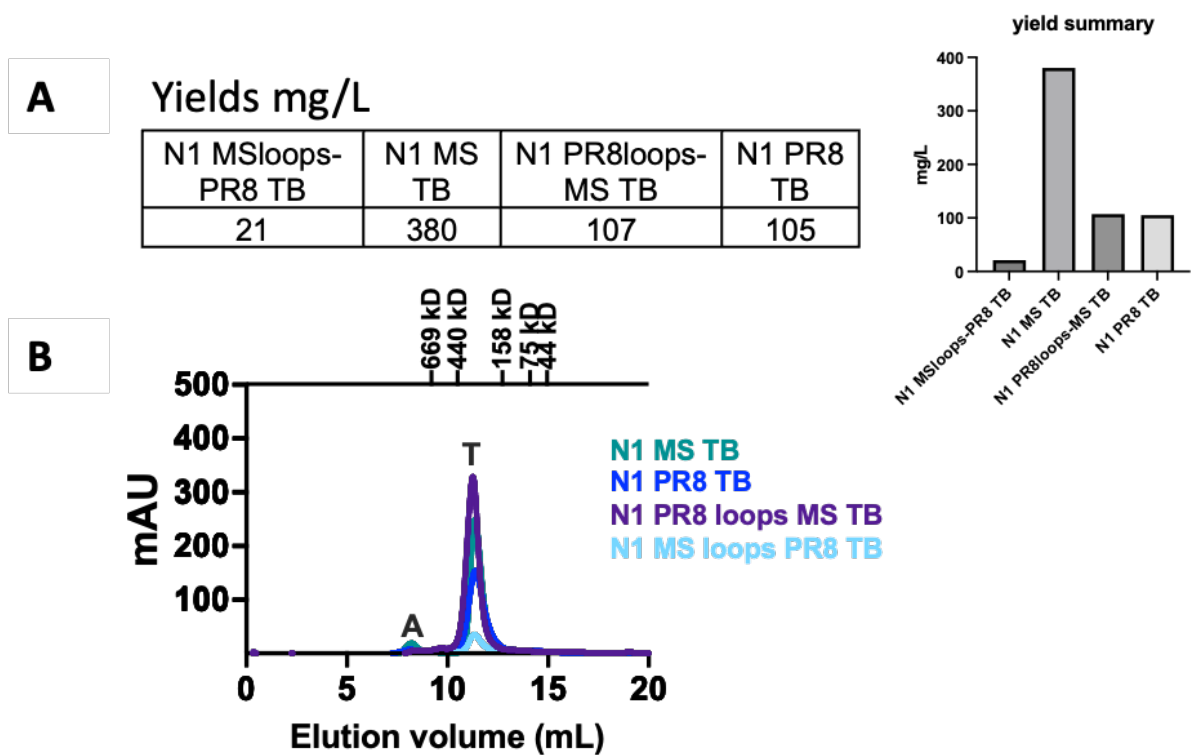 A
Yields mg/L
N1 MSloops-
PR8 TB
N1 MS
TB
N1 PR8loops-
MS TB
N1 PR8
TB
21
380
107
105
yield summary
mg/L
400
300
200
100
0
N1 MSloops-PR8 TB
N1 MS TB
N1 PR8loops-MS TB
N1 PR8 TB
B
669 kD
440 kD
158 kD
75 kD
44 kD
mAU
500
400
300
200
100
T
A
N1 MS TB
N1 PR8 TB
N1 PR8 loops MS TB
N1 MS loops PR8 TB
0
5
10
15
20
Elution volume (mL)